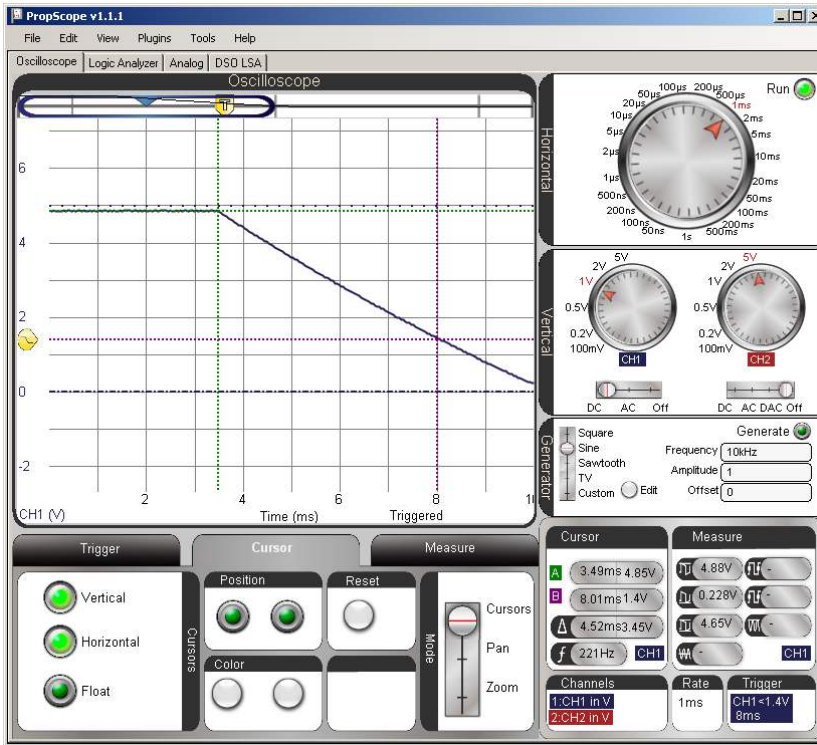 PropScope v1.1.1
File Edit View Plugins Tools Help
Oscilloscope Logic Analyzer Analog DSO LSA
Oscilloscope
T
6
4
2
0
-2
2 4 6 8 1
CH1 (V) Time (ms) Triggered
Horizontal
Run
50ns 100ns 200ns 500ns 1µs 2µs 5µs 10µs 20µs 50µs 100µs 200µs 500µs 1ms 2ms 5ms 10ms 20ms 50ms 100ms 200ms 500ms 1s
Vertical
100mV 0.2V 0.5V 1V 2V 5V
CH1
DC AC Off
100mV 0.2V 0.5V 1V 2V 5V
CH2
DC AC DAC Off
Generator
Square
Sine
Sawtooth
TV
Custom
Edit
Generate
Frequency 10kHz
Amplitude 1
Offset 0
Trigger Cursor Measure
Vertical
Horizontal
Float
Cursors
Position
Reset
Color
Mode
Cursors
Pan
Zoom
Cursor
A 3.49ms 4.85V
B 8.01ms 1.4V
Δ 4.52ms 3.45V
f 221Hz CH1
Measure
4.88V -
0.228V -
4.65V -
- CH1
Channels
1:CH1 in V
2:CH2 in V
Rate
1ms
Trigger
CH1<1.4V
8ms